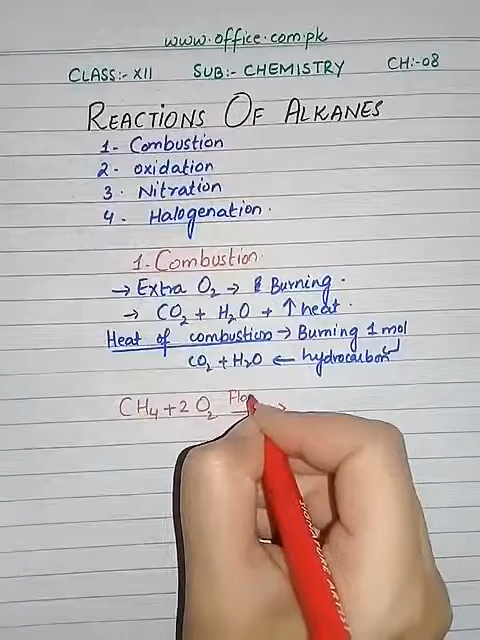 www.office.com.pk
CLASS:- XII SUB:- CHEMISTRY CH:-08
REACTIONS OF ALKANES
1- Combustion
2- oxidation
3. Nitration
4. Halogenation.
1-Combustion.
→ Extra O₂ → Burning.
→ CO₂ + H₂O + ↑ heat.
Heat of combustion → Burning 1 mol
CO₂ + H₂O ← hydrocarbon
CH₄ + 2 O₂ Fla →
SIGNATURE